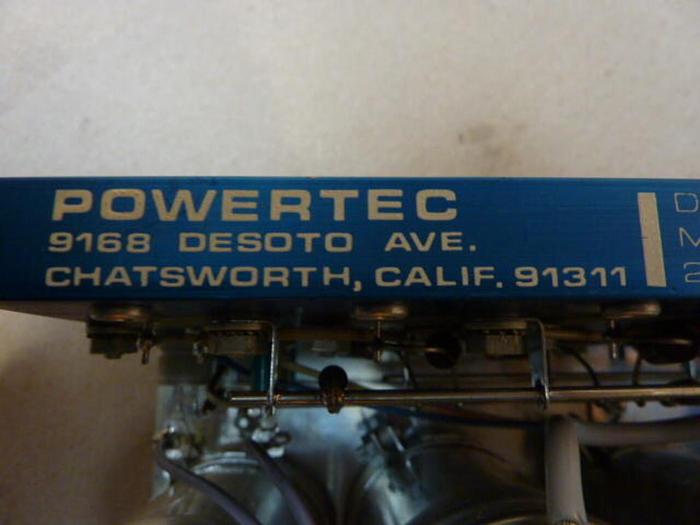 POWERTEC
9168 DESOTO AVE.
CHATSWORTH, CALIF. 91311